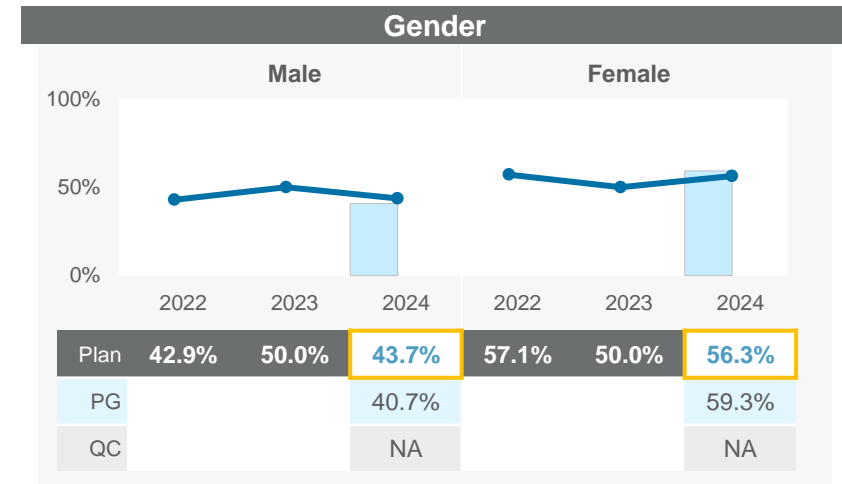 Gender
Male Female
100%
50%
0%
2022 2023 2024 2022 2023 2024
Plan 42.9% 50.0% 43.7% 57.1% 50.0% 56.3%
PG 40.7% 59.3%
QC NA NA